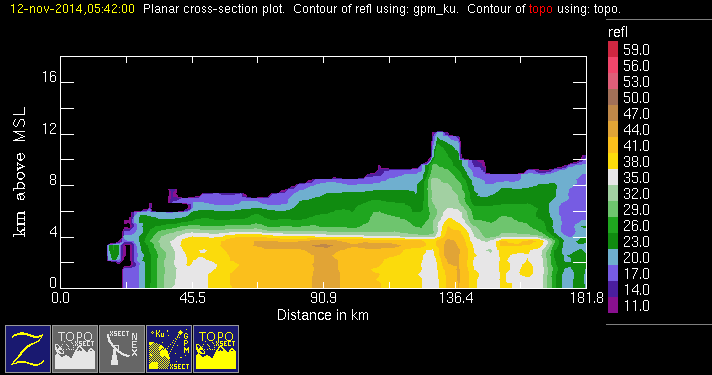 12-nov-2014,05:42:00 Planar cross-section plot. Contour of refl using: gpm_ku. Contour of topo using: topo.
refl
59.0
56.0
53.0
50.0
47.0
44.0
41.0
38.0
35.0
32.0
29.0
26.0
23.0
20.0
17.0
14.0
11.0
km above MSL
16
12
8
4
0
0.0 45.5 90.9 136.4 181.8
Distance in km
Z
TOPO
XSECT
XSECT
Ku
GPM
XSECT
TOPO
XSECT